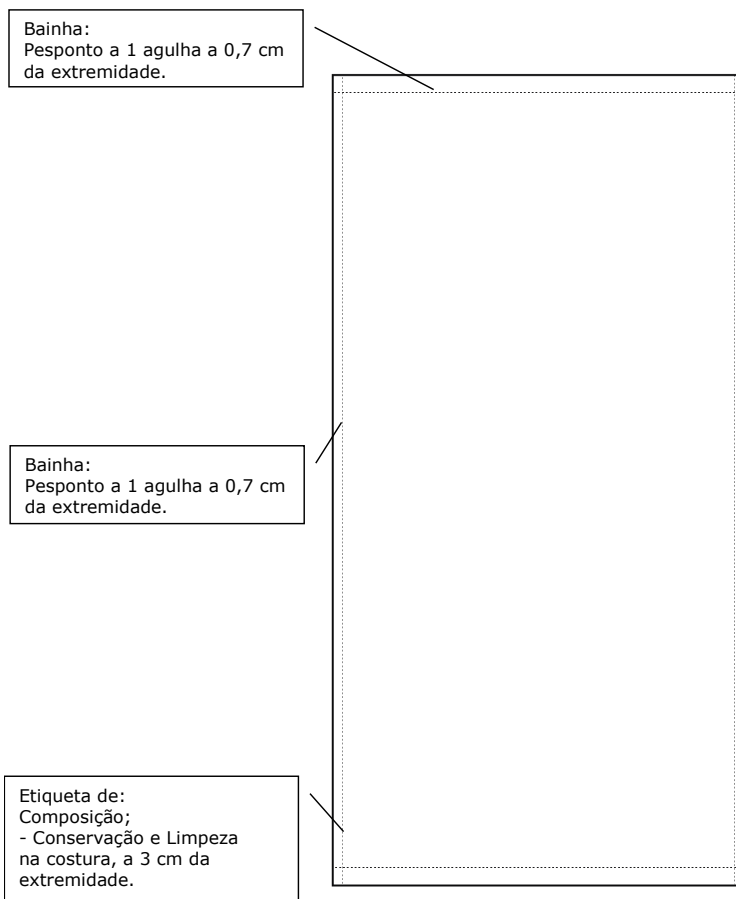 Bainha:
Pesponto a 1 agulha a 0,7 cm
da extremidade.
Bainha:
Pesponto a 1 agulha a 0,7 cm
da extremidade.
Etiqueta de:
Composição;
- Conservação e Limpeza
na costura, a 3 cm da
extremidade.